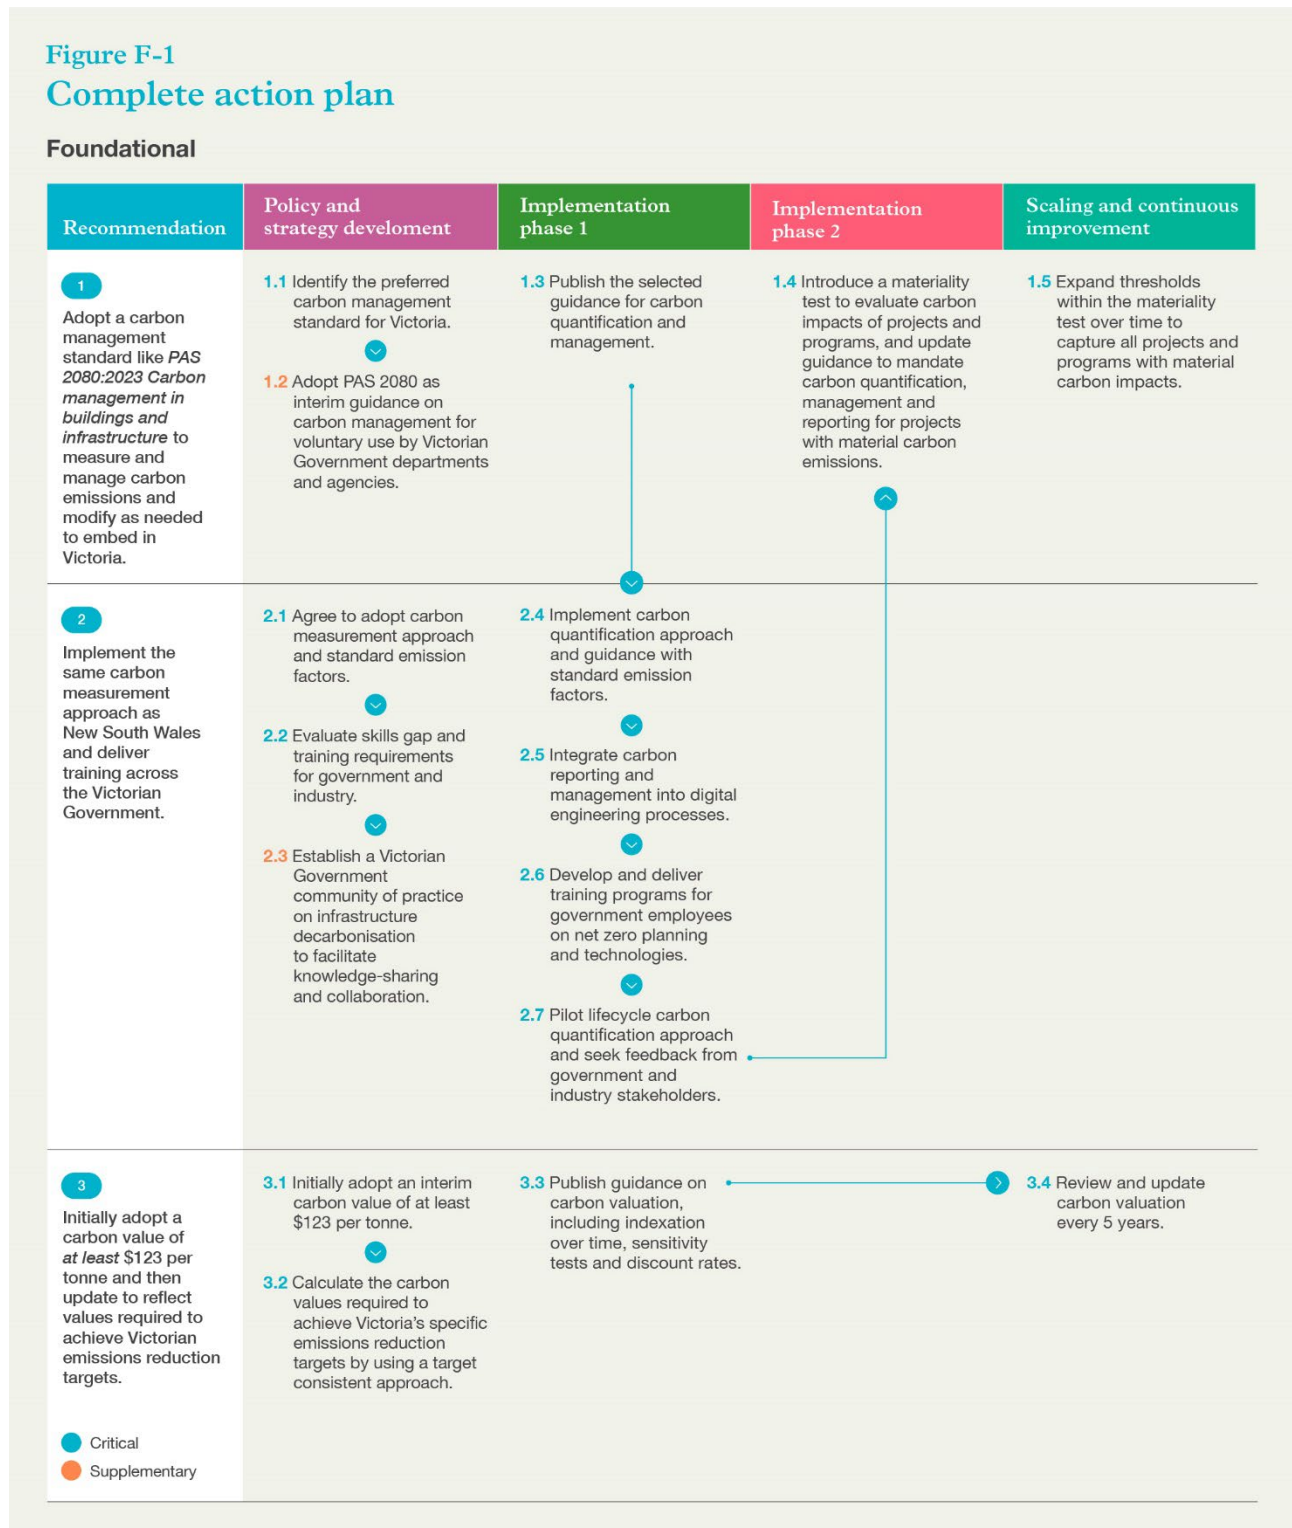 Figure F-1
Complete action plan
Foundational
Recommendation
Policy and
strategy develoment
Implementation
phase 1
Implementation
phase 2
Scaling and continuous
improvement
1
Adopt a carbon
management
standard like PAS
2080:2023 Carbon
management in
buildings and
infrastructure to
measure and
manage carbon
emissions and
modify as needed
to embed in
Victoria.
1.1 Identify the preferred
carbon management
standard for Victoria.
1.2 Adopt PAS 2080 as
interim guidance on
carbon management for
voluntary use by Victorian
Government departments
and agencies.
1.3 Publish the selected
guidance for carbon
quantification and
management.
1.4 Introduce a materiality
test to evaluate carbon
impacts of projects and
programs, and update
guidance to mandate
carbon quantification,
management and
reporting for projects
with material carbon
emissions.
1.5 Expand thresholds
within the materiality
test over time to
capture all projects and
programs with material
carbon impacts.
2
Implement the
same carbon
measurement
approach as
New South Wales
and deliver
training across
the Victorian
Government.
2.1 Agree to adopt carbon
measurement approach
and standard emission
factors.
2.2 Evaluate skills gap and
training requirements
for government and
industry.
2.3 Establish a Victorian
Government
community of practice
on infrastructure
decarbonisation
to facilitate
knowledge-sharing
and collaboration.
2.4 Implement carbon
quantification approach
and guidance with
standard emission
factors.
2.5 Integrate carbon
reporting and
management into digital
engineering processes.
2.6 Develop and deliver
training programs for
government employees
on net zero planning
and technologies.
2.7 Pilot lifecycle carbon
quantification approach
and seek feedback from
government and
industry stakeholders.
3
Initially adopt a
carbon value of
at least $123 per
tonne and then
update to reflect
values required to
achieve Victorian
emissions reduction
targets.
3.1 Initially adopt an interim
carbon value of at least
$123 per tonne.
3.2 Calculate the carbon
values required to
achieve Victoria's specific
emissions reduction
targets by using a target
consistent approach.
3.3 Publish guidance on
carbon valuation,
including indexation
over time, sensitivity
tests and discount rates.
3.4 Review and update
carbon valuation
every 5 years.
Critical
Supplementary